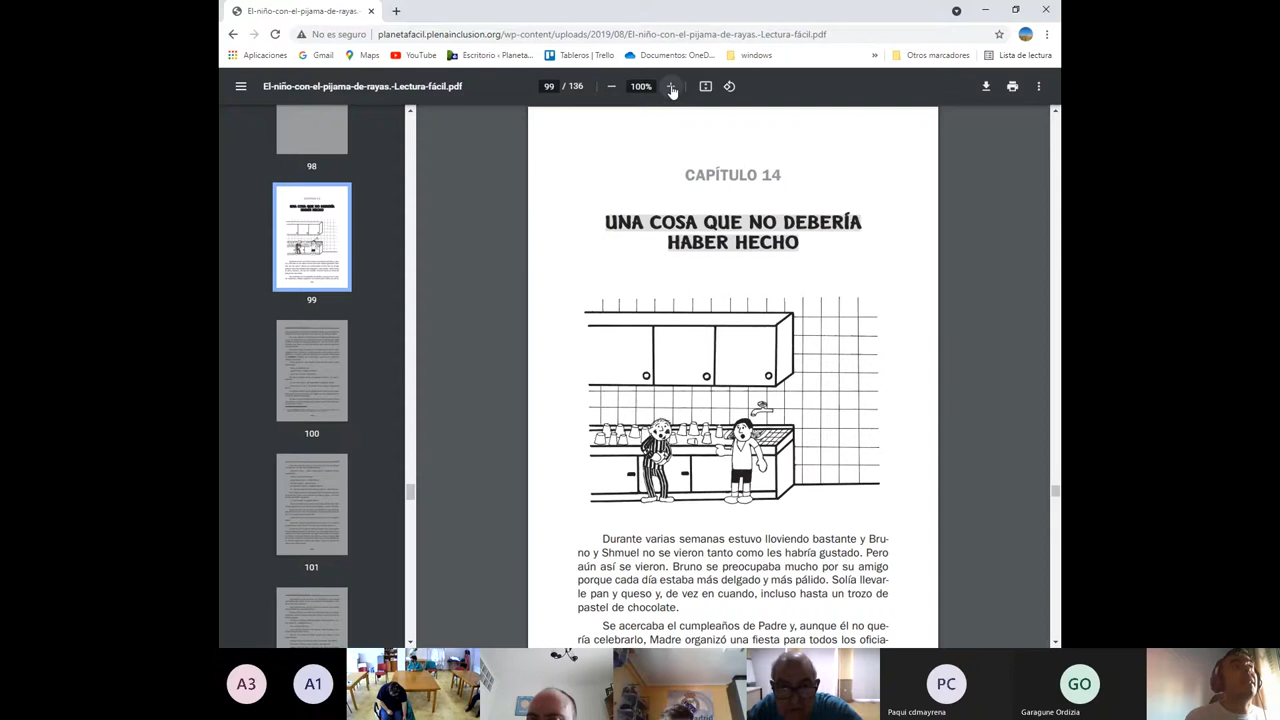 El-niño-con-el-pijama-de-rayas.-
No es seguro
planetafacil.plenainclusion.org/wp-content/uploads/2019/08/El-niño-con-el-pijama-de-rayas.-Lectura-fácil.pdf
Aplicaciones Gmail Maps YouTube Escritorio – Planeta... Tableros | Trello Documentos: OneD... windows » Otros marcadores Lista de lectura
El-niño-con-el-pijama-de-rayas.-Lectura-fácil.pdf 99 / 136 100%
98
99
100
101
CAPÍTULO 14
UNA COSA QUE NO DEBERÍA
HABER HECHO
Durante varias semanas estuvo lloviendo bastante y Bru-
no y Shmuel no se vieron tanto como les habría gustado. Pero
aún así se vieron. Bruno se preocupaba mucho por su amigo
porque cada día estaba más delgado y más pálido. Solía llevar-
le pan y queso y, de vez en cuando, incluso hasta un trozo de
pastel de chocolate.
Se acercaba el cumpleaños de Padre y, aunque él no que-
ría celebrarlo, Madre organizó una fiesta para todos los oficia-
A3 A1 PC GO
Paqui cdmayrena Garagune Ordizia